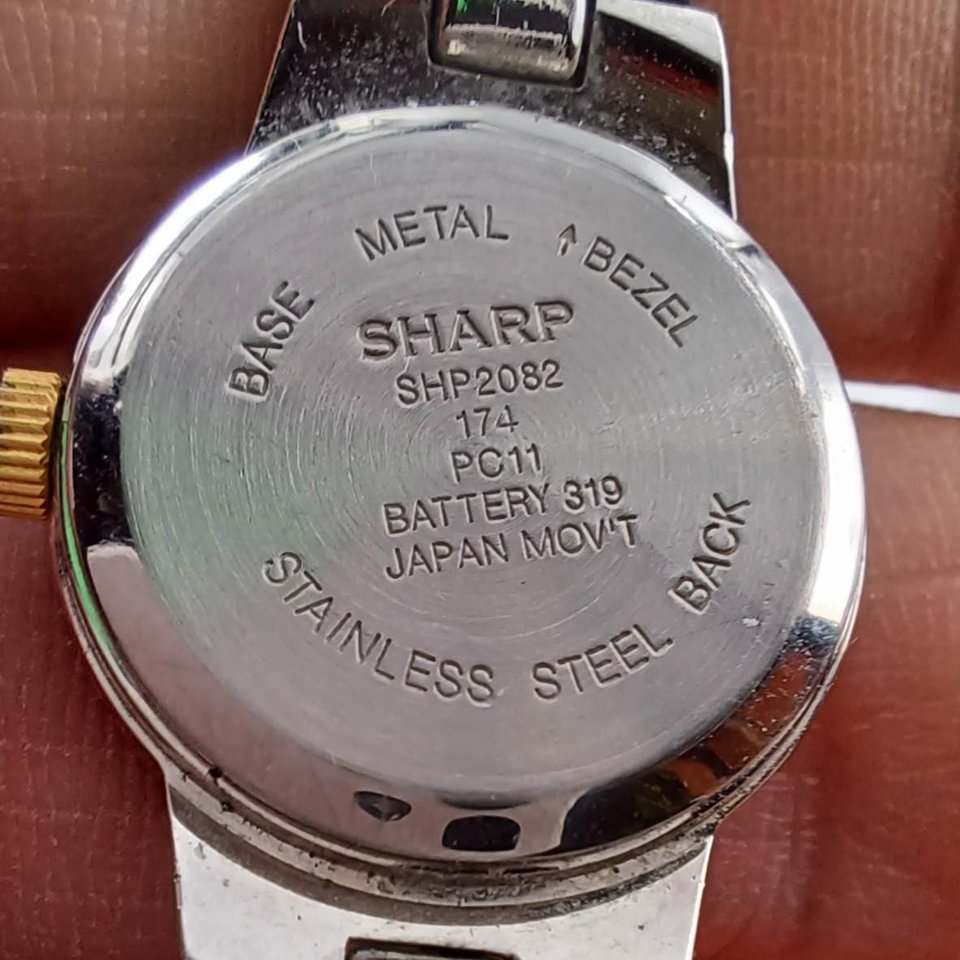 BASE METAL ↑BEZEL
SHARP
SHP2082
174
PC11
BATTERY 319
JAPAN MOV'T
STAINLESS STEEL BACK